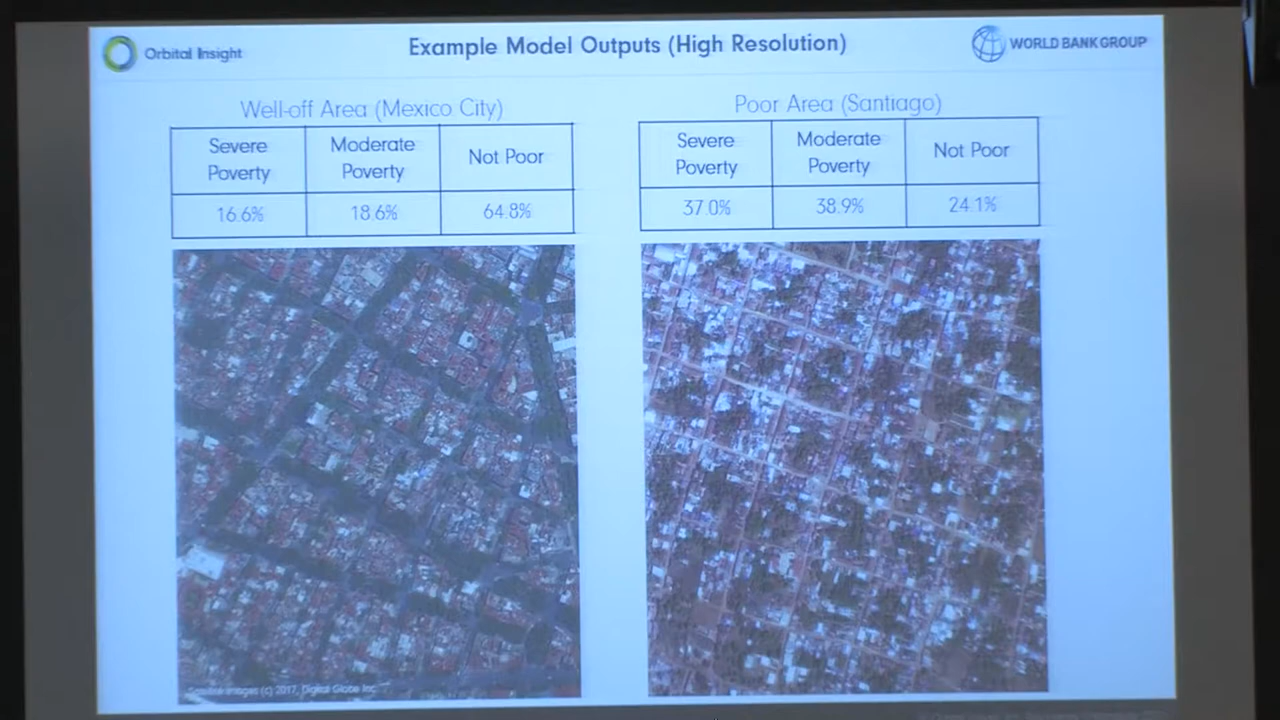 Orbital Insight
Example Model Outputs (High Resolution)
WORLD BANK GROUP
Well-off Area (Mexico City)
Severe Poverty
Moderate Poverty
Not Poor
16.6%
18.6%
64.8%
Poor Area (Santiago)
Severe Poverty
Moderate Poverty
Not Poor
37.0%
38.9%
24.1%
Satellite images (c) 2017, Digital Globe Inc.